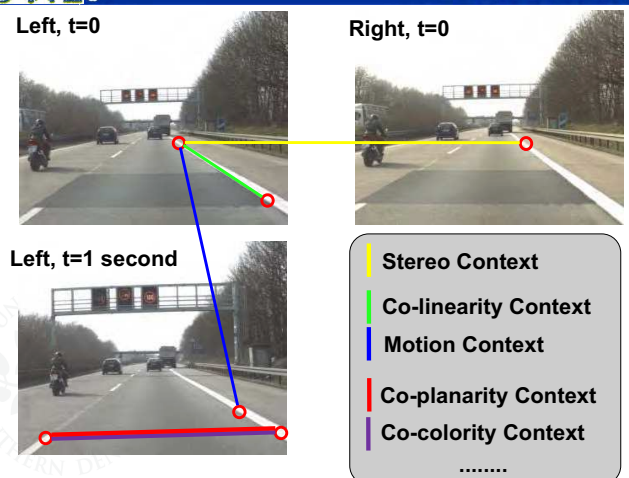 Left, t=0
Right, t=0
Left, t=1 second
Stereo Context
Co-linearity Context
Motion Context
Co-planarity Context
Co-colority Context
........